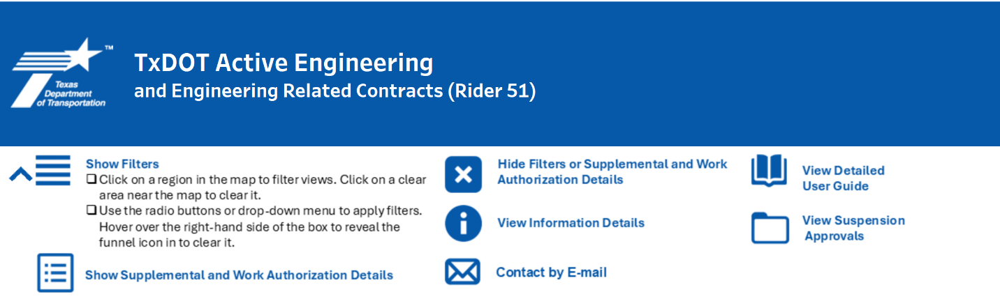 TM
Texas
Department
of Transportation
TxDOT Active Engineering
and Engineering Related Contracts (Rider 51)
Show Filters
❑ Click on a region in the map to filter views. Click on a clear
area near the map to clear it.
❑ Use the radio buttons or drop-down menu to apply filters.
Hover over the right-hand side of the box to reveal the
funnel icon in to clear it.
Show Supplemental and Work Authorization Details
Hide Filters or Supplemental and Work
Authorization Details
View Information Details
Contact by E-mail
View Detailed
User Guide
View Suspension
Approvals